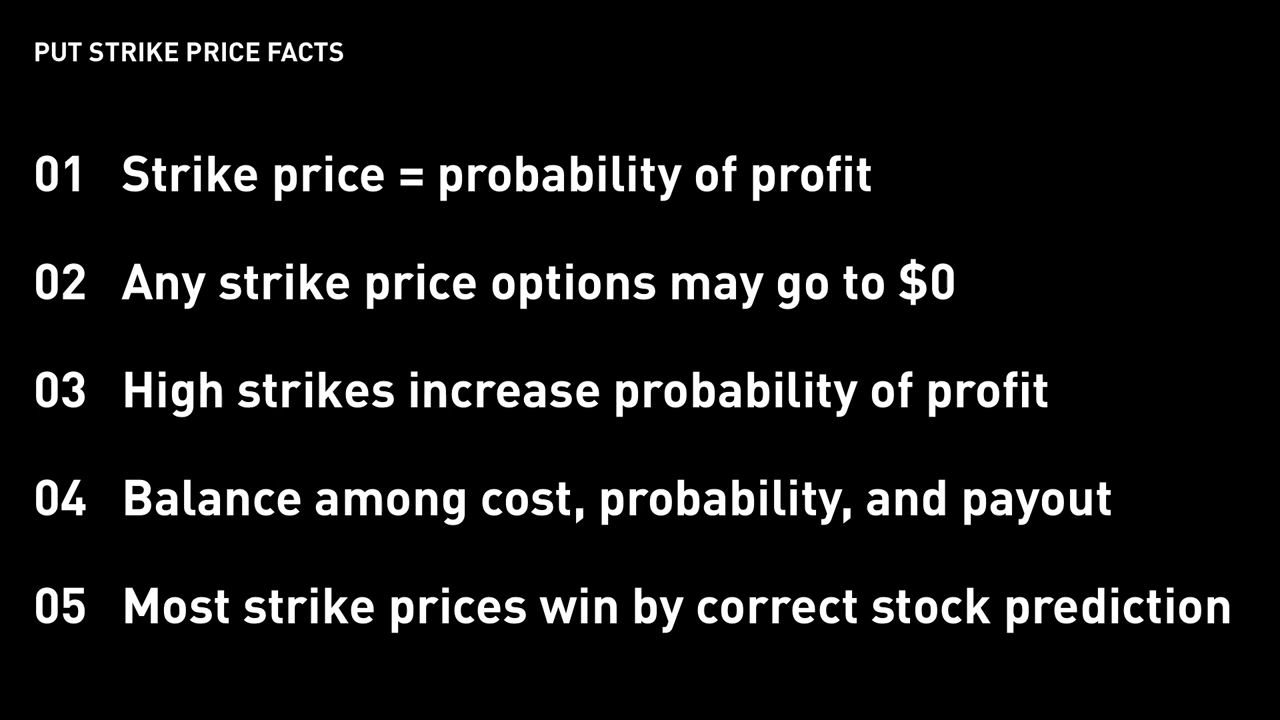 PUT STRIKE PRICE FACTS
01 Strike price = probability of profit
02 Any strike price options may go to $0
03 High strikes increase probability of profit
04 Balance among cost, probability, and payout
05 Most strike prices win by correct stock prediction